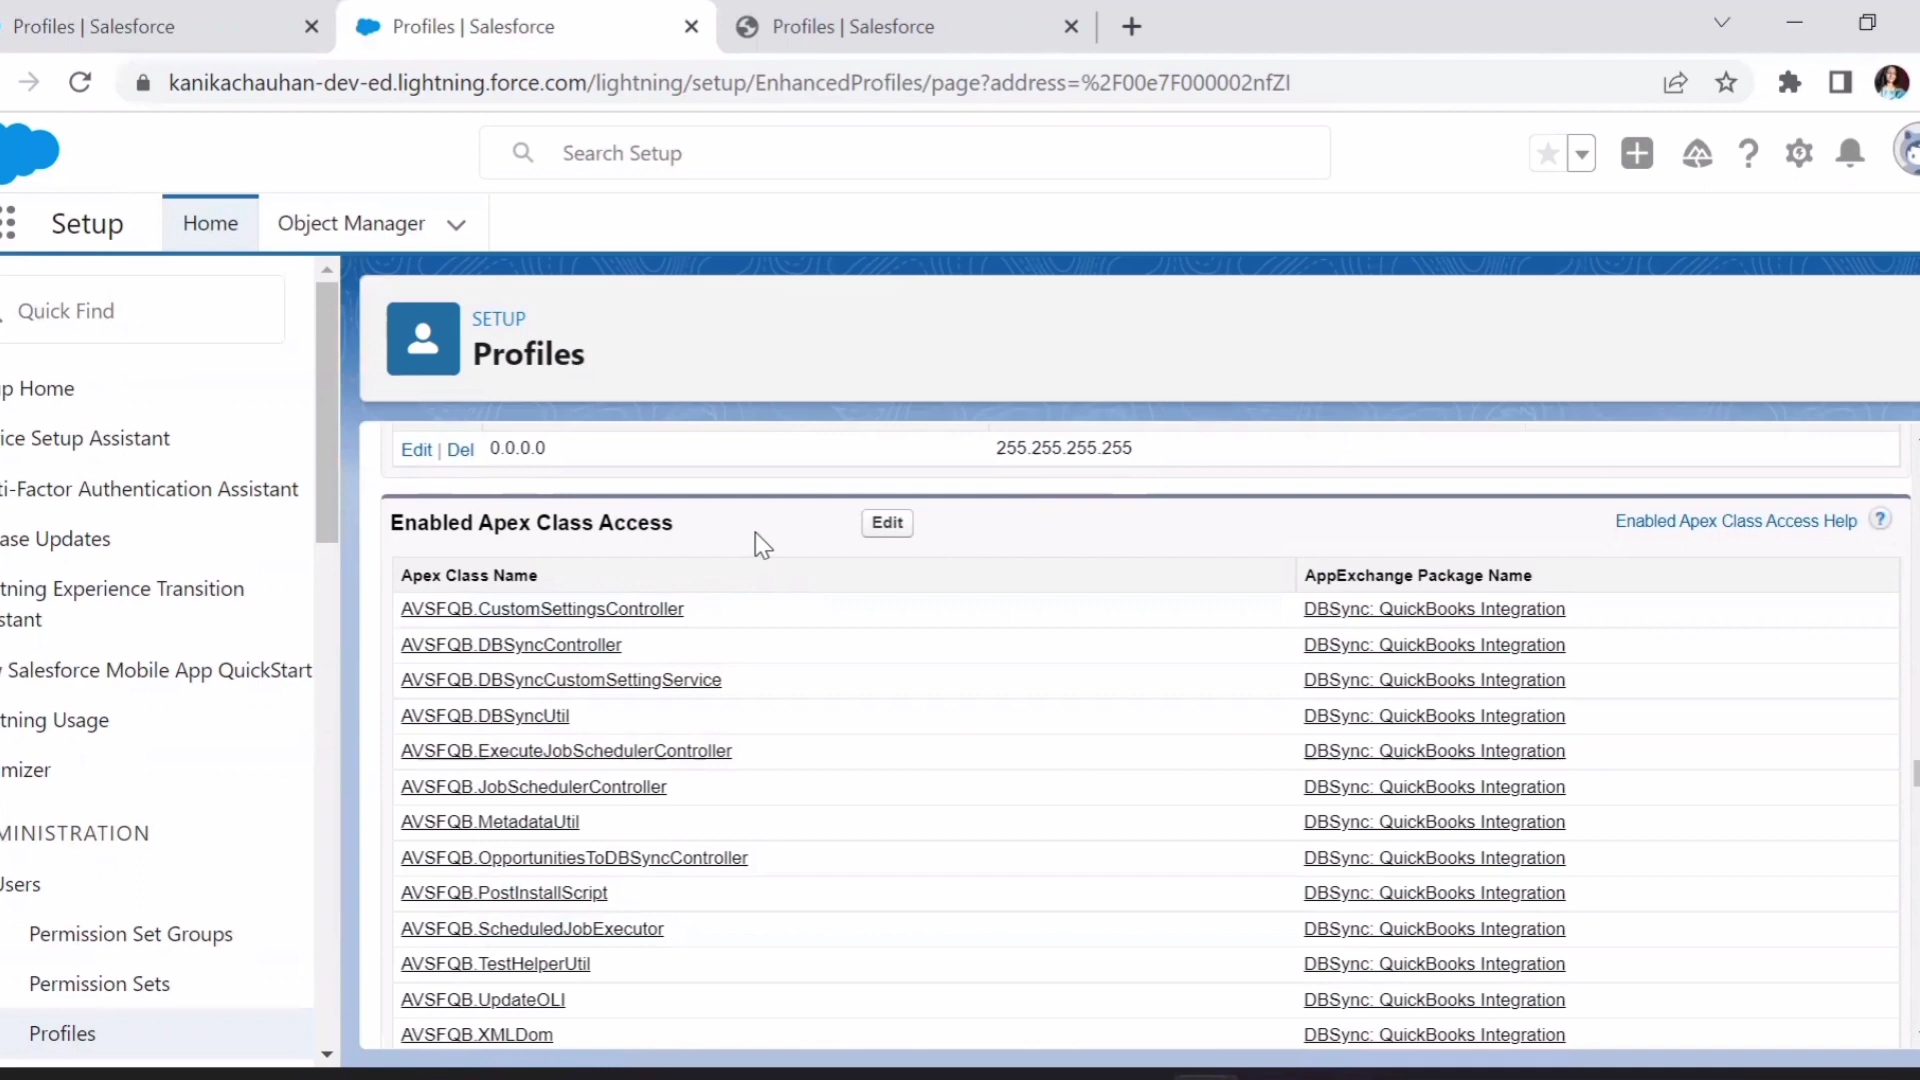 Profiles | Salesforce
Profiles | Salesforce
Profiles | Salesforce
kanikachauhan-dev-ed.lightning.force.com/lightning/setup/EnhancedProfiles/page?address=%2F00e7F000002nfZI
Search Setup
Setup
Home
Object Manager
Quick Find
SETUP
Profiles
p Home
ice Setup Assistant
ti-Factor Authentication Assistant
ase Updates
tning Experience Transition
stant
Salesforce Mobile App QuickStart
tning Usage
mizer
MINISTRATION
Users
Permission Set Groups
Permission Sets
Profiles
Edit | Del 0.0.0.0 255.255.255.255
Enabled Apex Class Access Edit Enabled Apex Class Access Help ?
Apex Class Name AppExchange Package Name
AVSFQB.CustomSettingsController DBSync: QuickBooks Integration
AVSFQB.DBSyncController DBSync: QuickBooks Integration
AVSFQB.DBSyncCustomSettingService DBSync: QuickBooks Integration
AVSFQB.DBSyncUtil DBSync: QuickBooks Integration
AVSFQB.ExecuteJobSchedulerController DBSync: QuickBooks Integration
AVSFQB.JobSchedulerController DBSync: QuickBooks Integration
AVSFQB.MetadataUtil DBSync: QuickBooks Integration
AVSFQB.OpportunitiesToDBSyncController DBSync: QuickBooks Integration
AVSFQB.PostInstallScript DBSync: QuickBooks Integration
AVSFQB.ScheduledJobExecutor DBSync: QuickBooks Integration
AVSFQB.TestHelperUtil DBSync: QuickBooks Integration
AVSFQB.UpdateOLI DBSync: QuickBooks Integration
AVSFQB.XMLDom DBSync: QuickBooks Integration